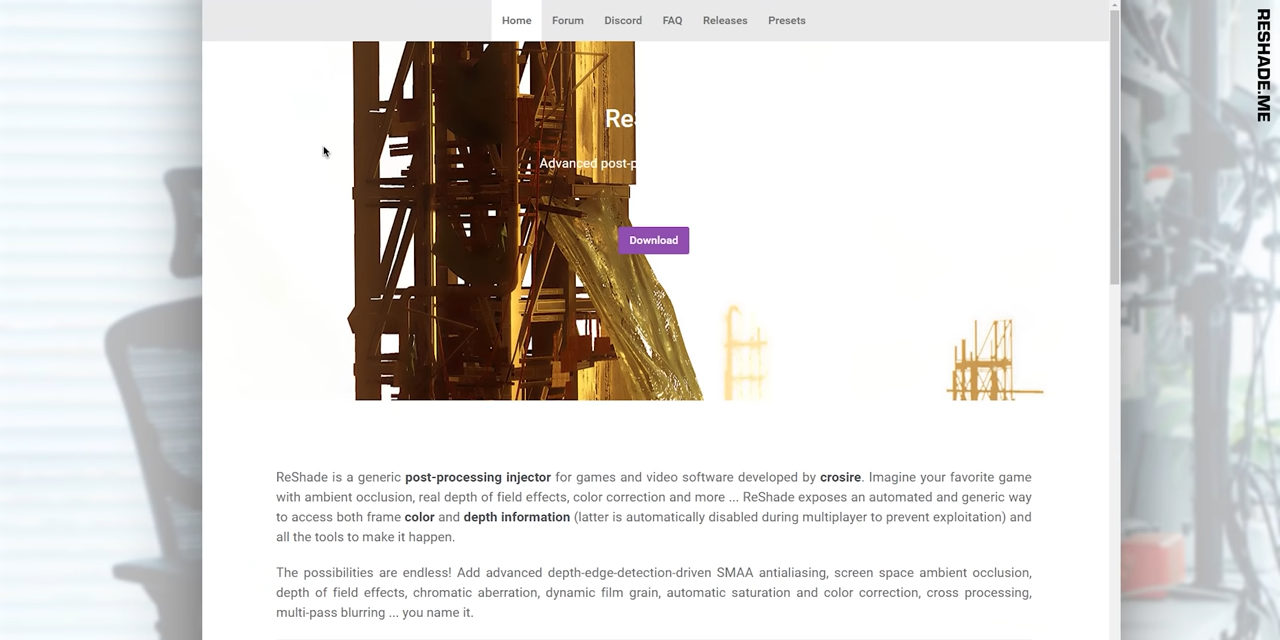 Home Forum Discord FAQ Releases Presets
RESHADE.ME
Advanced
Download
ReShade is a generic post-processing injector for games and video software developed by crosire. Imagine your favorite game
with ambient occlusion, real depth of field effects, color correction and more ... ReShade exposes an automated and generic way
to access both frame color and depth information (latter is automatically disabled during multiplayer to prevent exploitation) and
all the tools to make it happen.
The possibilities are endless! Add advanced depth-edge-detection-driven SMAA antialiasing, screen space ambient occlusion,
depth of field effects, chromatic aberration, dynamic film grain, automatic saturation and color correction, cross processing,
multi-pass blurring ... you name it.